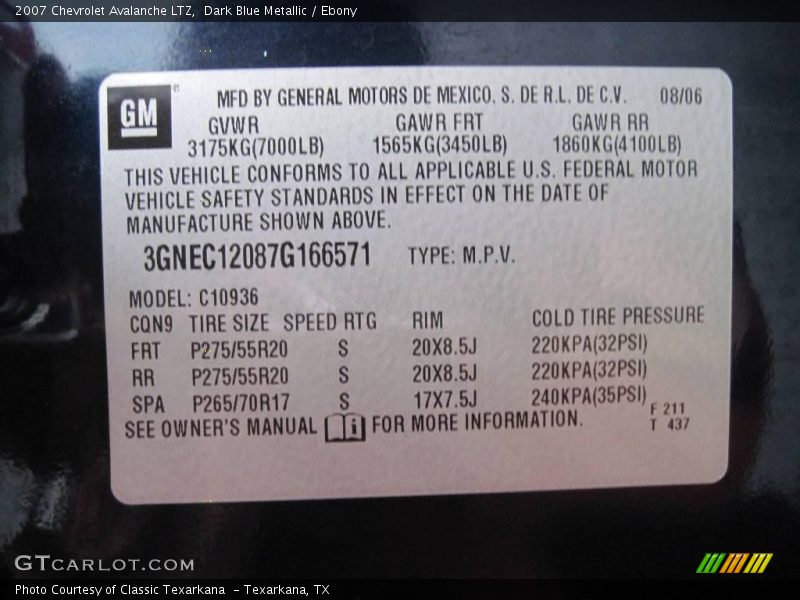 2007 Chevrolet Avalanche LTZ, Dark Blue Metallic / Ebony
GM MFD BY GENERAL MOTORS DE MEXICO, S. DE R.L. DE C.V. 08/06
GVWR GAWR FRT GAWR RR
3175KG(7000LB) 1565KG(3450LB) 1860KG(4100LB)
THIS VEHICLE CONFORMS TO ALL APPLICABLE U.S. FEDERAL MOTOR
VEHICLE SAFETY STANDARDS IN EFFECT ON THE DATE OF
MANUFACTURE SHOWN ABOVE.
3GNEC12087G166571 TYPE: M.P.V.
MODEL: C10936
CQN9 TIRE SIZE SPEED RTG RIM COLD TIRE PRESSURE
FRT P275/55R20 S 20X8.5J 220KPA(32PSI)
RR P275/55R20 S 20X8.5J 220KPA(32PSI)
SPA P265/70R17 S 17X7.5J 240KPA(35PSI)
SEE OWNER'S MANUAL i FOR MORE INFORMATION.
F 211
T 437
GTCARLOT.COM
Photo Courtesy of Classic Texarkana - Texarkana, TX